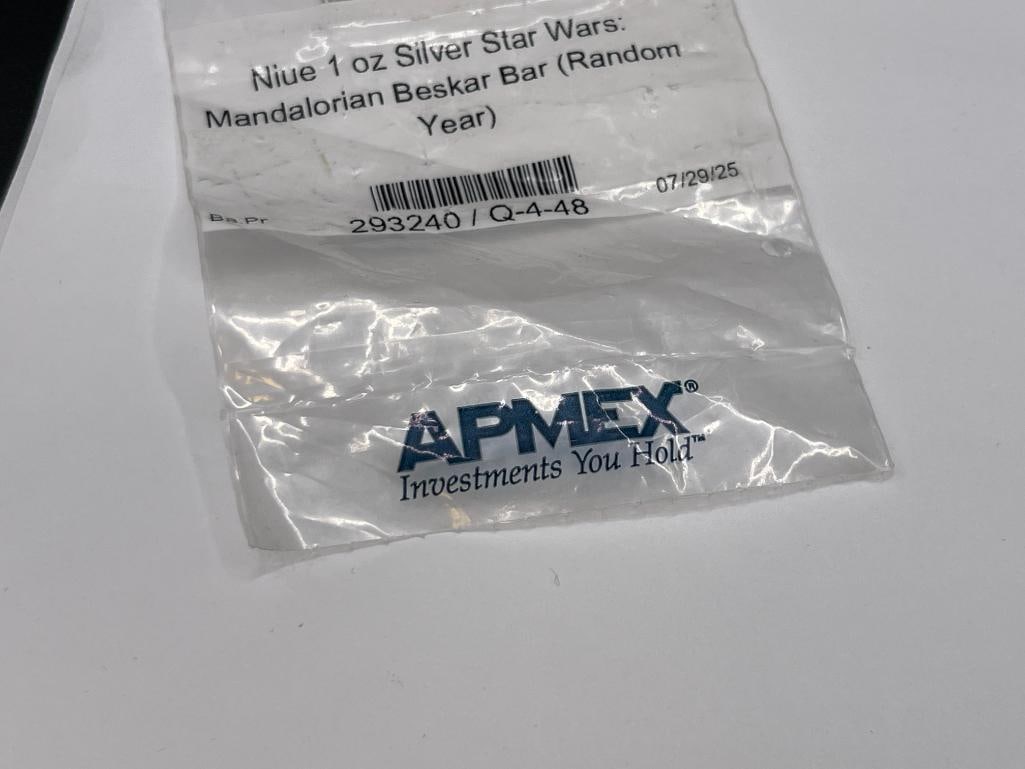 Niue 1 oz Silver Star Wars:
Mandalorian Beskar Bar (Random
Year)
07/29/25
Ba.Pr
293240 / Q-4-48
APMEX®
Investments You Hold™